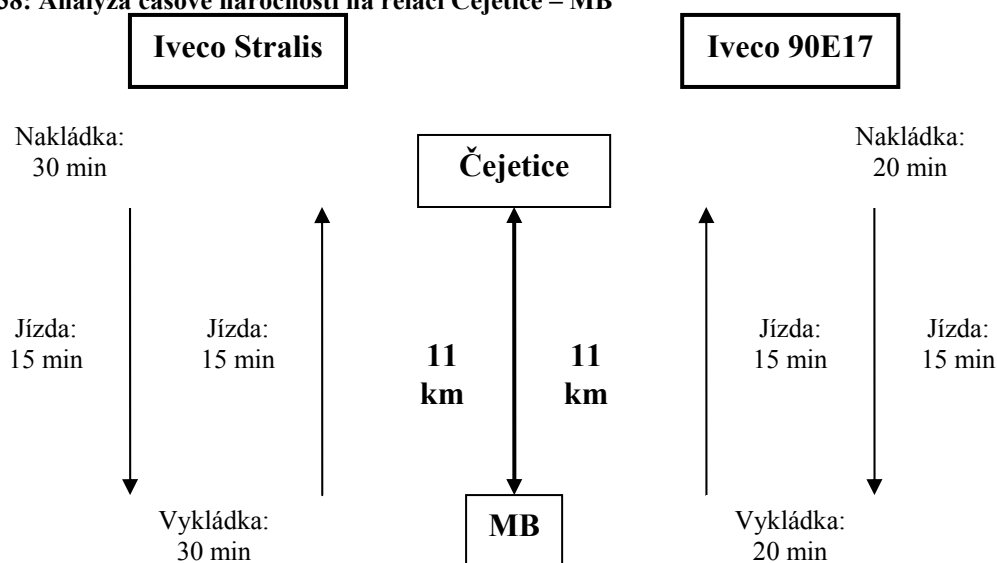 58: Analýza časové náročnosti na relaci Čejetice – MB
Iveco Stralis
Iveco 90E17
Nakládka:
30 min
Čejetice
Nakládka:
20 min
Jízda:
15 min
Jízda:
15 min
11
km
11
km
Jízda:
15 min
Jízda:
15 min
Vykládka:
30 min
MB
Vykládka:
20 min